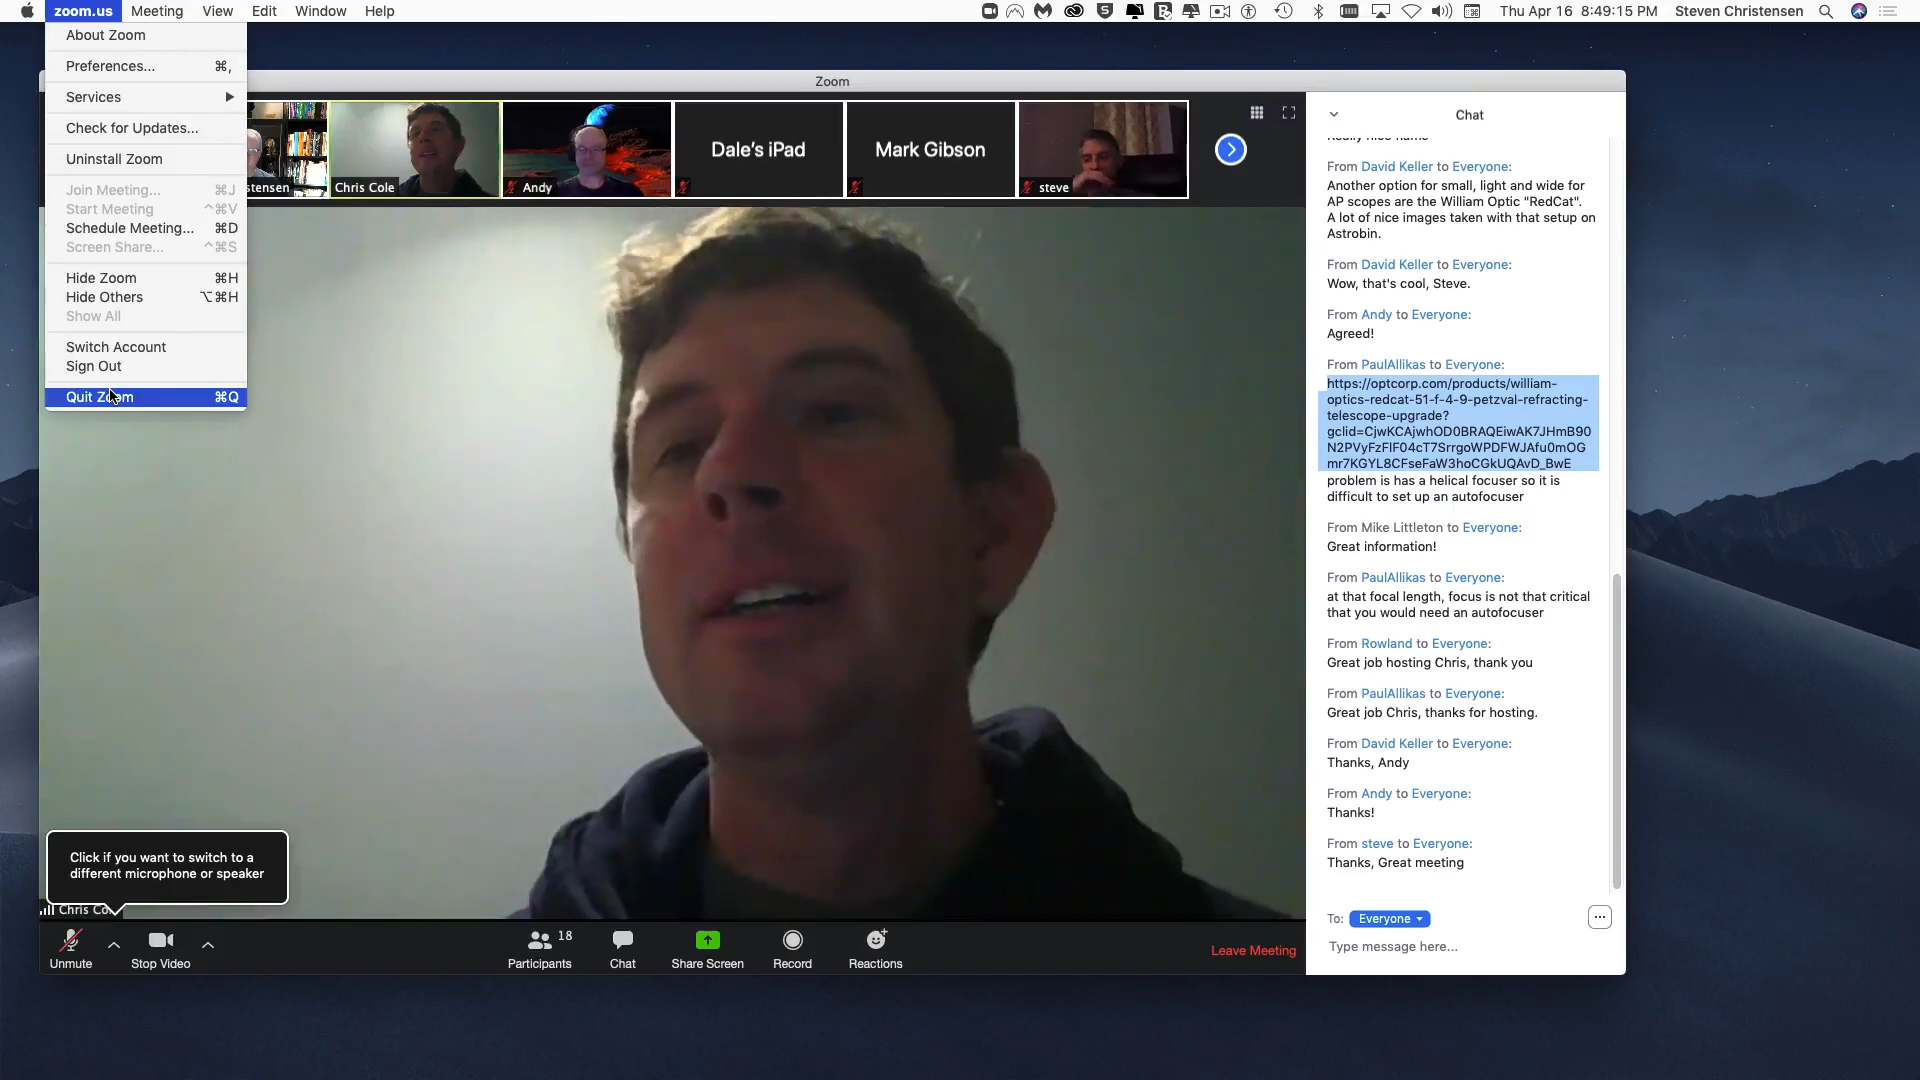 zoom.us Meeting View Edit Window Help
Thu Apr 16 8:49:15 PM Steven Christensen
About Zoom
Preferences... ⌘,
Services ▶
Check for Updates...
Uninstall Zoom
Join Meeting... ⌘J
Start Meeting ^⌘V
Schedule Meeting... ⌘D
Screen Share... ^⌘S
Hide Zoom ⌘H
Hide Others ⌥⌘H
Show All
Switch Account
Sign Out
Quit Zoom ⌘Q
Zoom
stensen
Chris Cole
Andy
Dale's iPad
Mark Gibson
steve
Click if you want to switch to a
different microphone or speaker
Chris Co
Unmute
Stop Video
Participants 18
Chat
Share Screen
Record
Reactions
Leave Meeting
Chat
Really nice name
From David Keller to Everyone:
Another option for small, light and wide for
AP scopes are the William Optic "RedCat".
A lot of nice images taken with that setup on
Astrobin.
From David Keller to Everyone:
Wow, that's cool, Steve.
From Andy to Everyone:
Agreed!
From PaulAllikas to Everyone:
https://optcorp.com/products/william-
optics-redcat-51-f-4-9-petzval-refracting-
telescope-upgrade?
gclid=CjwKCAjwhOD0BRAQEiwAK7JHmB90
N2PVyFzFlF04cT7SrrgoWPDFWJAfu0mOG
mr7KGYL8CFseFaW3hoCGkUQAvD_BwE
problem is has a helical focuser so it is
difficult to set up an autofocuser
From Mike Littleton to Everyone:
Great information!
From PaulAllikas to Everyone:
at that focal length, focus is not that critical
that you would need an autofocuser
From Rowland to Everyone:
Great job hosting Chris, thank you
From PaulAllikas to Everyone:
Great job Chris, thanks for hosting.
From David Keller to Everyone:
Thanks, Andy
From Andy to Everyone:
Thanks!
From steve to Everyone:
Thanks, Great meeting
To: Everyone
Type message here...